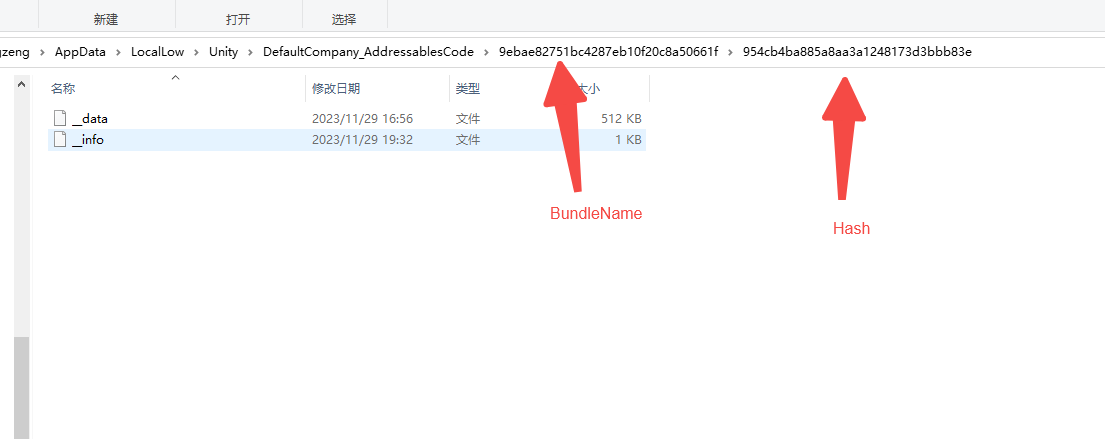 新建 打开 选择
gzeng › AppData › LocalLow › Unity › DefaultCompany_AddressablesCode › 9ebae82751bc4287eb10f20c8a50661f › 954cb4ba885a8aa3a1248173d3bbb83e
名称 修改日期 类型 大小
__data 2023/11/29 16:56 文件 512 KB
__info 2023/11/29 19:32 文件 1 KB
BundleName
Hash